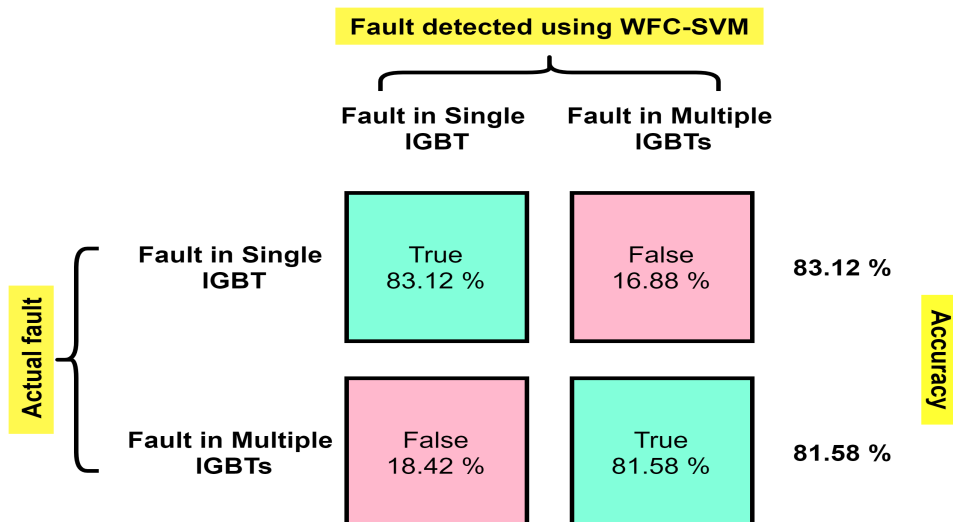 Fault detected using WFC-SVM
Fault in Single
IGBT
Fault in Multiple
IGBTs
Actual fault
Fault in Single
IGBT
True
83.12 %
False
16.88 %
83.12 %
Accuracy
Fault in Multiple
IGBTs
False
18.42 %
True
81.58 %
81.58 %